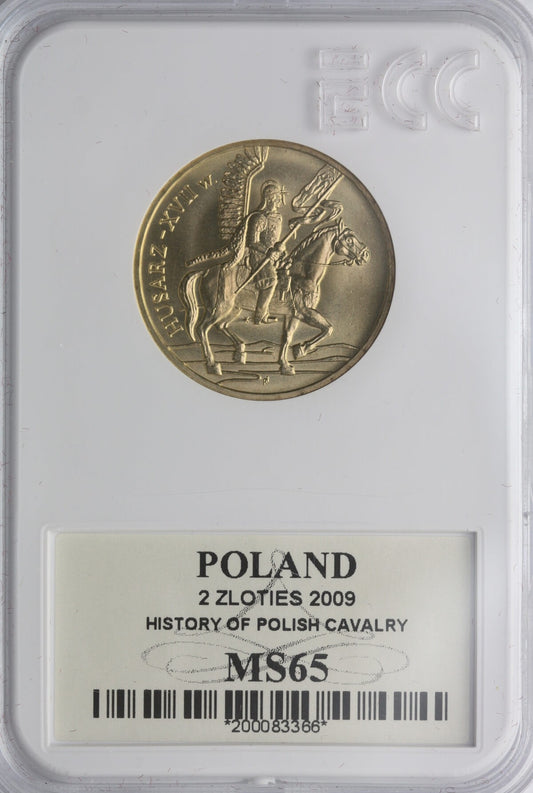 HUSARZ - XVII W.
POLAND
2 ZLOTIES 2009
HISTORY OF POLISH CAVALRY
MS65
*200083366*